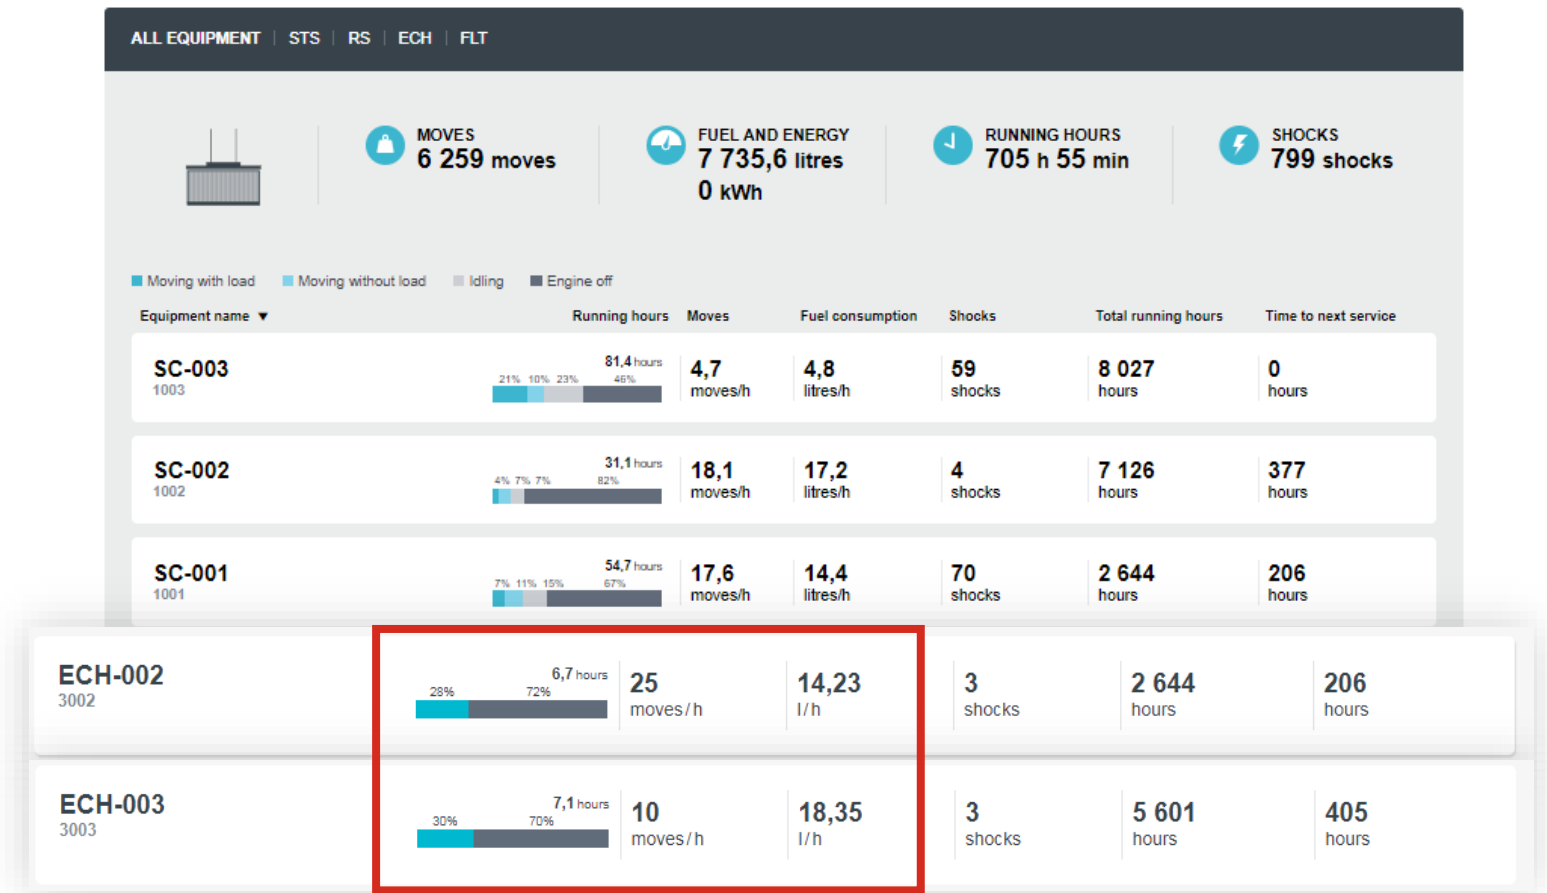 ALL EQUIPMENT | STS | RS | ECH | FLT
MOVES
6 259 moves
FUEL AND ENERGY
7 735,6 litres
0 kWh
RUNNING HOURS
705 h 55 min
SHOCKS
799 shocks
Moving with load Moving without load Idling Engine off
Equipment name ▼ Running hours Moves Fuel consumption Shocks Total running hours Time to next service
SC-003
1003
81,4 hours
21% 10% 23% 46%
4,7
moves/h
4,8
litres/h
59
shocks
8 027
hours
0
hours
SC-002
1002
31,1 hours
4% 7% 7% 82%
18,1
moves/h
17,2
litres/h
4
shocks
7 126
hours
377
hours
SC-001
1001
54,7 hours
7% 11% 15% 67%
17,6
moves/h
14,4
litres/h
70
shocks
2 644
hours
206
hours
ECH-002
3002
6,7 hours
28% 72%
25
moves/h
14,23
l/h
3
shocks
2 644
hours
206
hours
ECH-003
3003
7,1 hours
30% 70%
10
moves/h
18,35
l/h
3
shocks
5 601
hours
405
hours